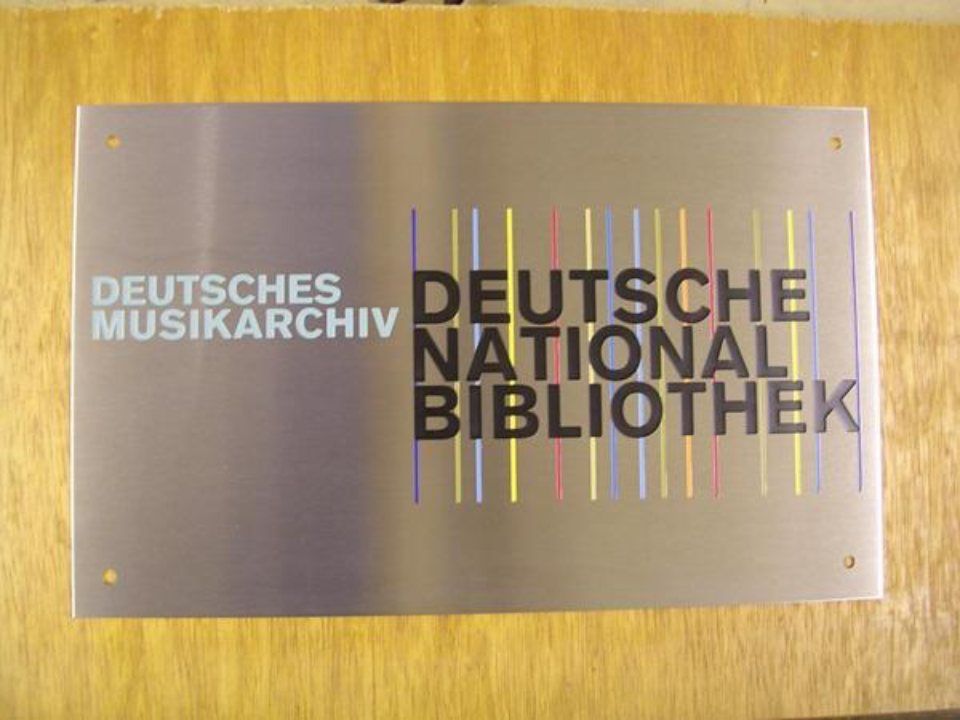 DEUTSCHES
MUSIKARCHIV
DEUTSCHE
NATIONAL
BIBLIOTHEK